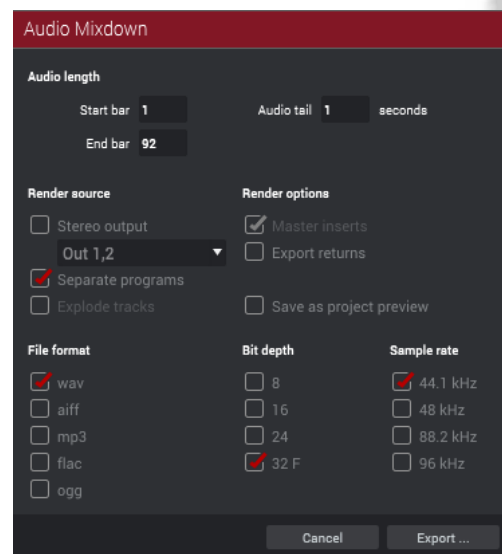 Audio Mixdown
Audio length
Start bar 1 Audio tail 1 seconds
End bar 92
Render source Render options
Stereo output Master inserts
Out 1,2 Export returns
Separate programs
Explode tracks Save as project preview
File format Bit depth Sample rate
wav 8 44.1 kHz
aiff 16 48 kHz
mp3 24 88.2 kHz
flac 32 F 96 kHz
ogg
Cancel Export ...